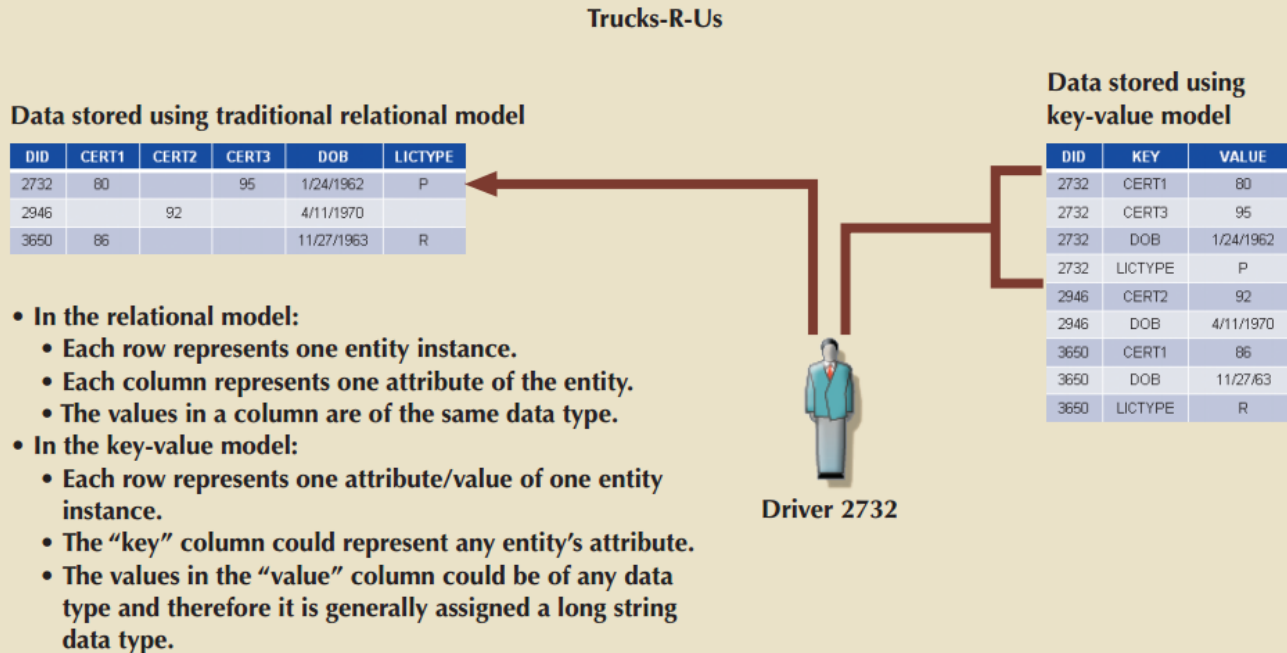 Trucks-R-Us
Data stored using traditional relational model
DID CERT1 CERT2 CERT3 DOB LICTYPE
2732 80 95 1/24/1962 P
2946 92 4/11/1970
3650 86 11/27/1963 R
• In the relational model:
• Each row represents one entity instance.
• Each column represents one attribute of the entity.
• The values in a column are of the same data type.
• In the key-value model:
• Each row represents one attribute/value of one entity
instance.
• The “key” column could represent any entity’s attribute.
• The values in the “value” column could be of any data
type and therefore it is generally assigned a long string
data type.
Driver 2732
Data stored using
key-value model
DID KEY VALUE
2732 CERT1 80
2732 CERT3 95
2732 DOB 1/24/1962
2732 LICTYPE P
2946 CERT2 92
2946 DOB 4/11/1970
3650 CERT1 86
3650 DOB 11/27/63
3650 LICTYPE R